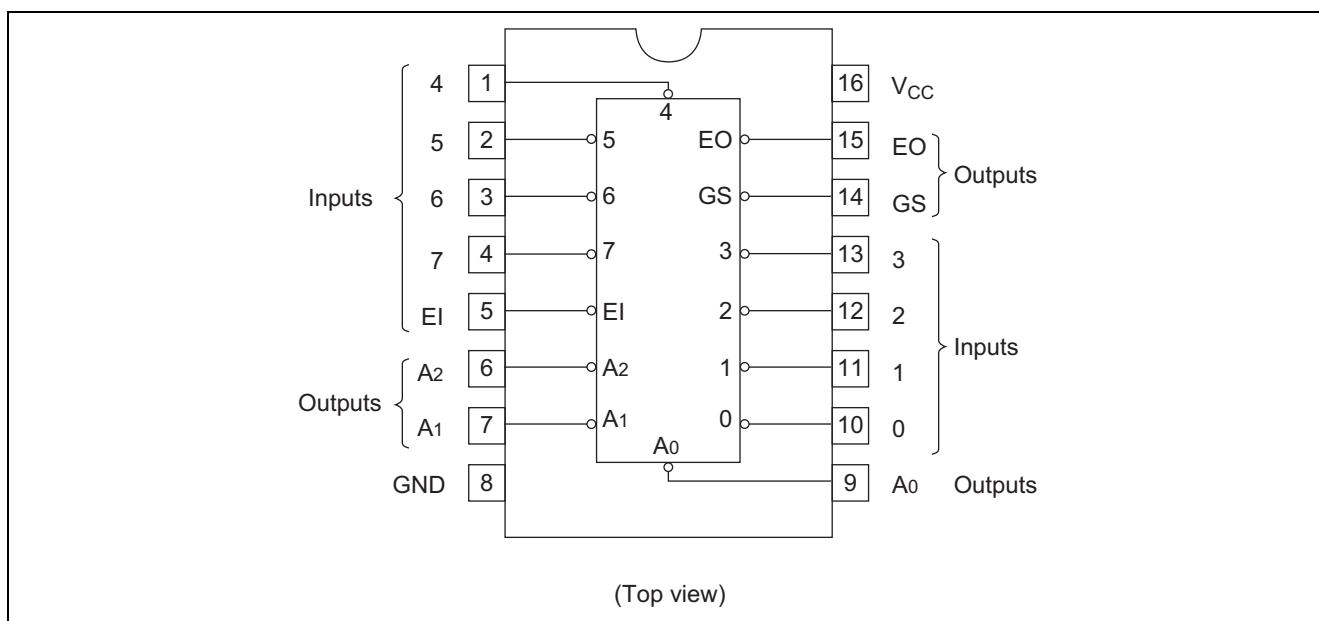 4 1 16 VCC
4
5 2 5 EO 15 EO
Inputs Outputs
6 3 6 GS 14 GS
7 4 7 3 13 3
EI 5 EI 2 12 2
Inputs
A2 6 A2 1 11 1
Outputs
A1 7 A1 0 10 0
A0
GND 8 9 A0 Outputs
(Top view)